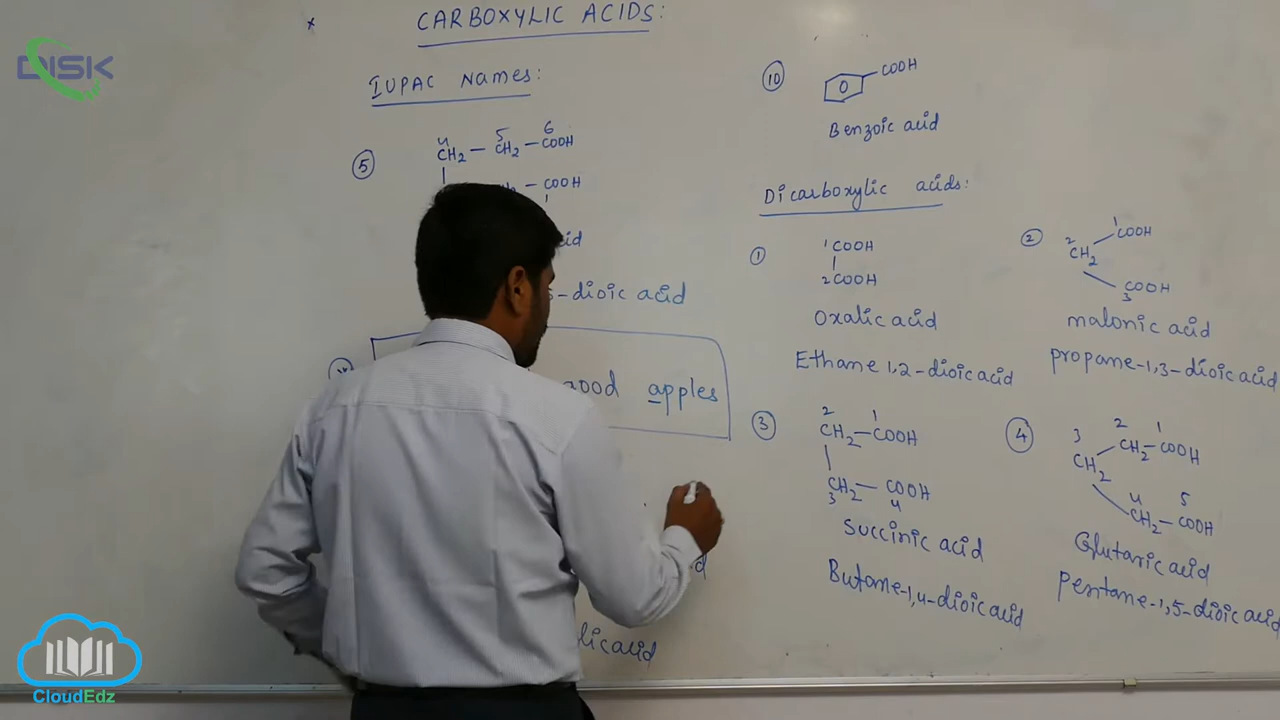 CARBOXYLIC ACIDS:
IUPAC Names:
5
4 5 6
CH2 — CH2 — COOH
— COOH
1
-dioic acid
good apples
lic acid
10
COOH
Benzoic acid
Dicarboxylic acids:
1
1 COOH
2 COOH
Oxalic acid
Ethane 1,2-dioic acid
2
1
2 COOH
CH2
COOH
3
malonic acid
propane-1,3-dioic acid
3
2 1
CH2—COOH
CH2—COOH
3 4
Succinic acid
Butane-1,4-dioic acid
4
2 1
3 CH2—COOH
CH2
4 5
CH2—COOH
Glutaric acid
Pentane-1,5-dioic acid
DISK
CloudEdz